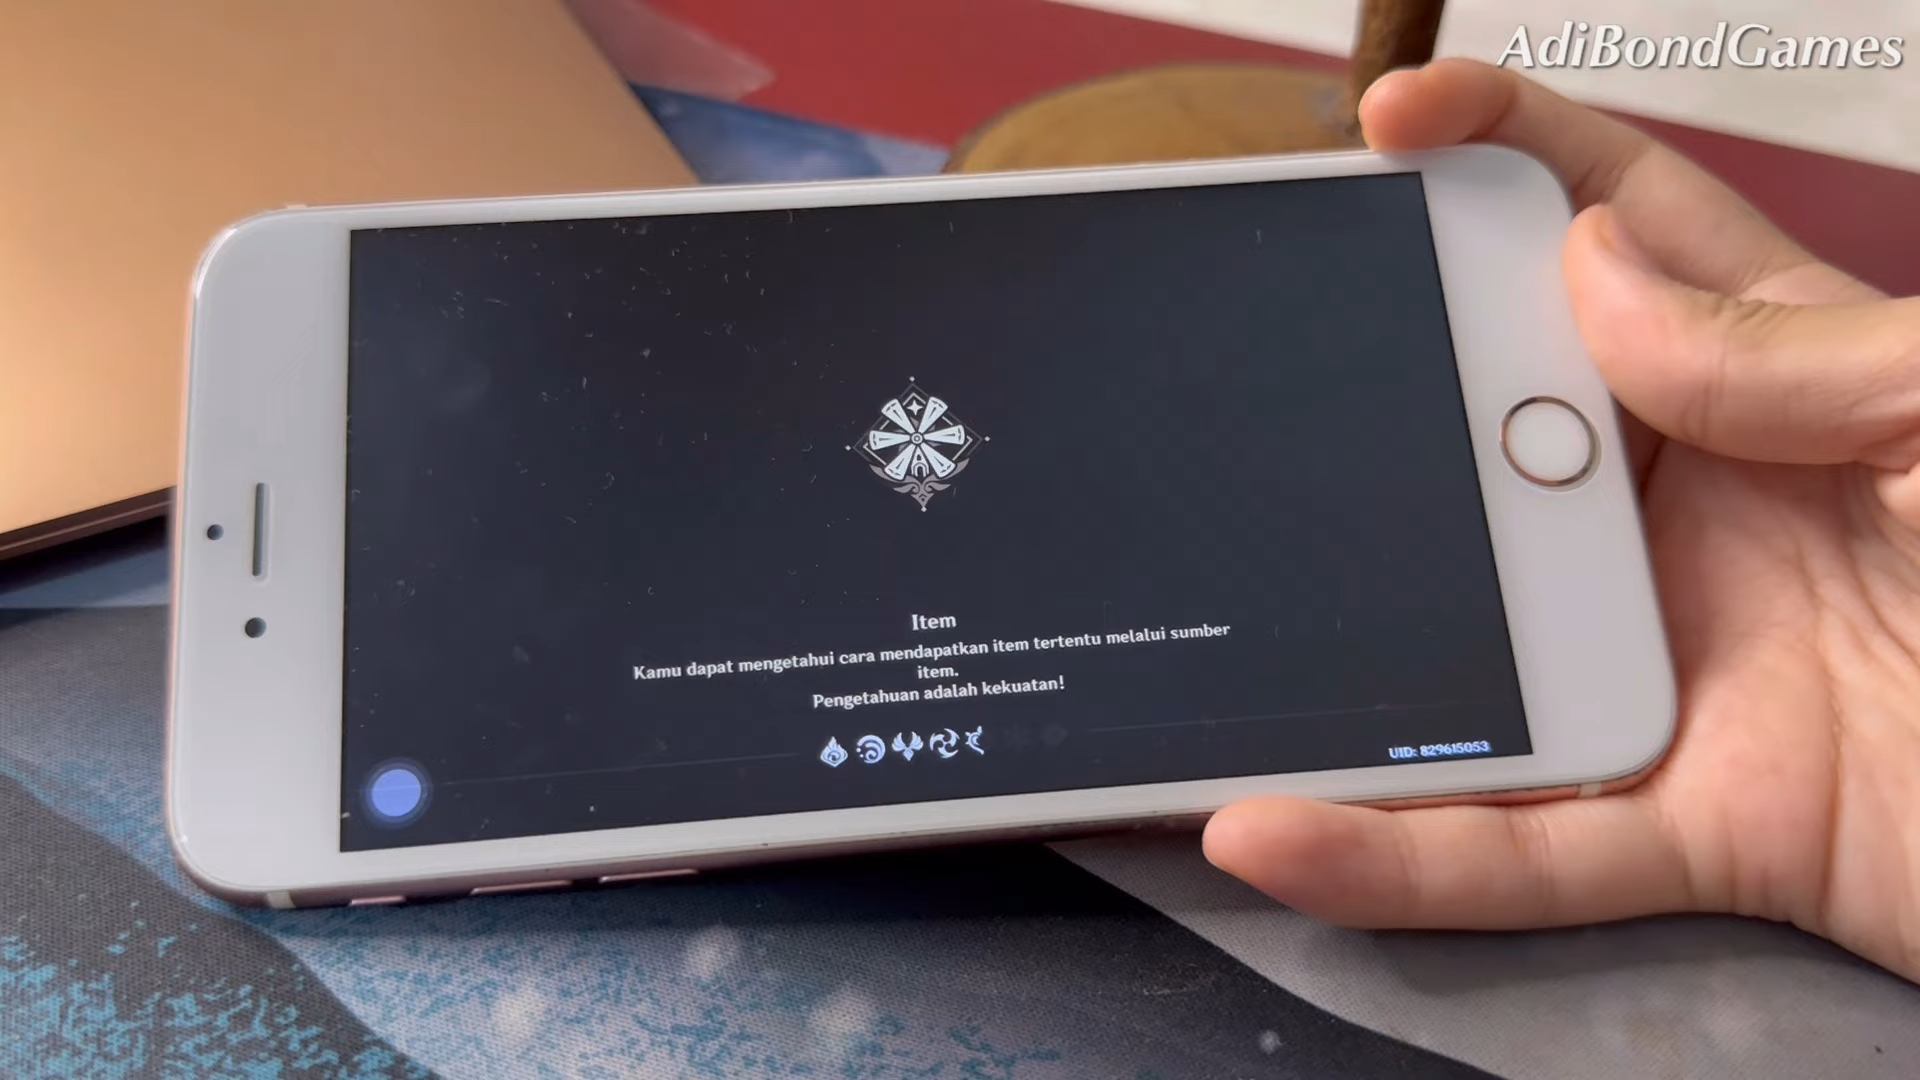 AdiBondGames
Item
Kamu dapat mengetahui cara mendapatkan item tertentu melalui sumber
item.
Pengetahuan adalah kekuatan!
UID: 829615053